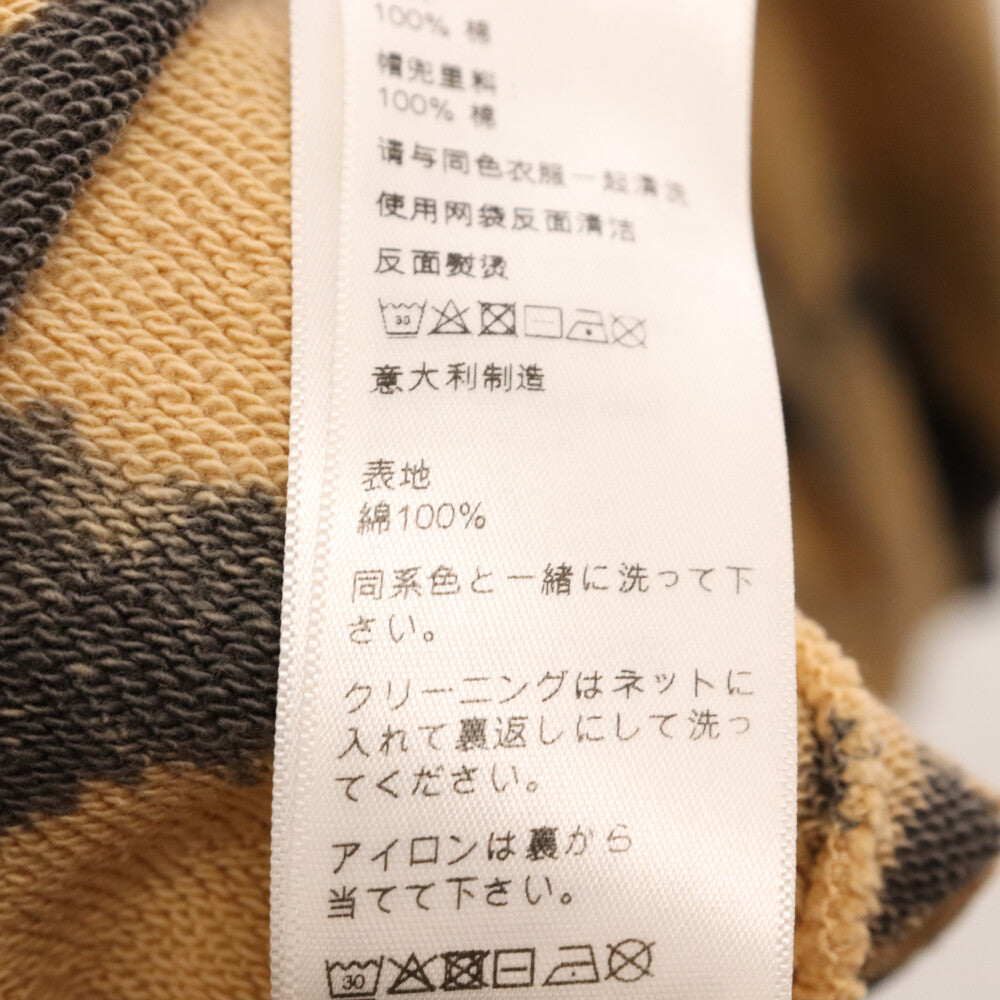 100% 棉
帽兜里料
100% 棉
请与同色衣服一起清洗
使用网袋反面清洁
反面熨烫
30
意大利制造
表地
綿100%
同系色と一緒に洗って下
さい。
クリーニングはネットに
入れて裏返しにして洗っ
てください。
アイロンは裏から
当てて下さい。
30